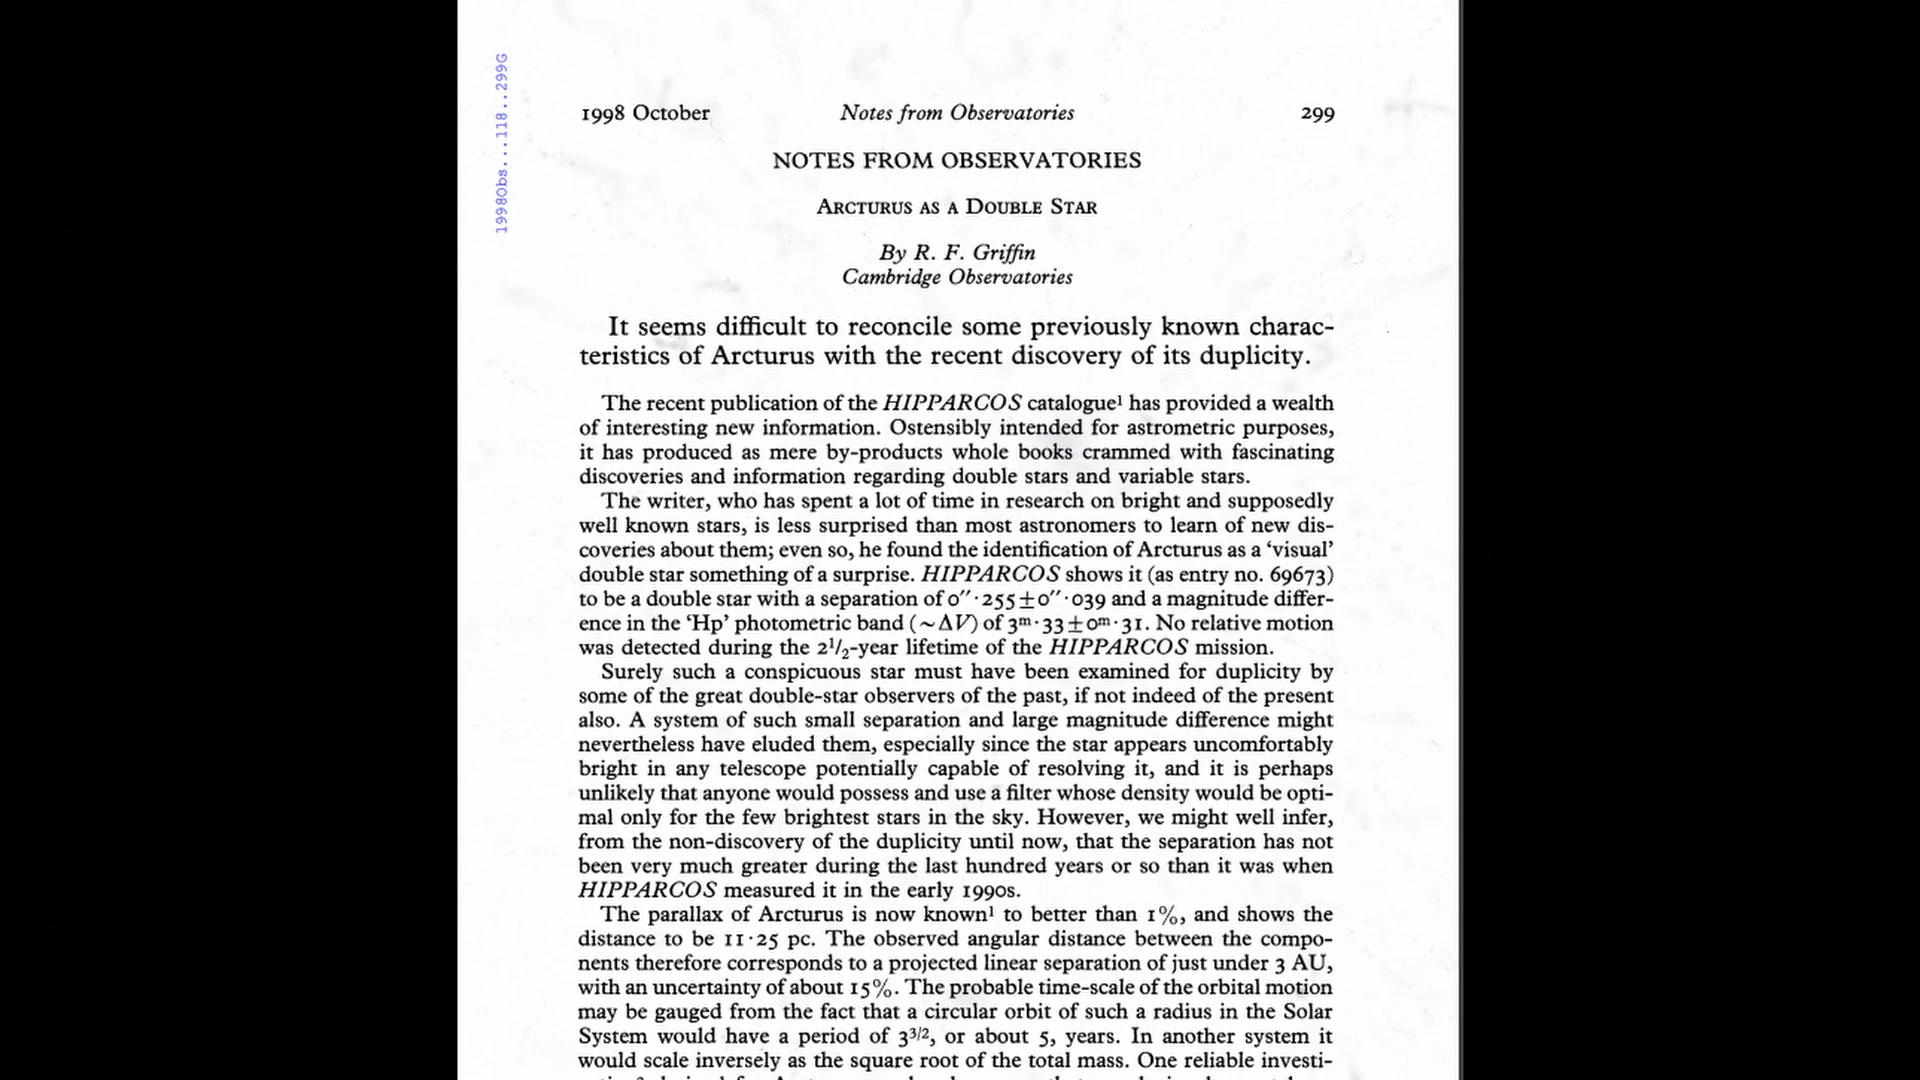 1998Obs...118..299G
1998 October Notes from Observatories 299
NOTES FROM OBSERVATORIES
ARCTURUS AS A DOUBLE STAR
By R. F. Griffin
Cambridge Observatories
It seems difficult to reconcile some previously known charac-
teristics of Arcturus with the recent discovery of its duplicity.
The recent publication of the HIPPARCOS catalogue¹ has provided a wealth
of interesting new information. Ostensibly intended for astrometric purposes,
it has produced as mere by-products whole books crammed with fascinating
discoveries and information regarding double stars and variable stars.
The writer, who has spent a lot of time in research on bright and supposedly
well known stars, is less surprised than most astronomers to learn of new dis-
coveries about them; even so, he found the identification of Arcturus as a ‘visual’
double star something of a surprise. HIPPARCOS shows it (as entry no. 69673)
to be a double star with a separation of 0″·255±0″·039 and a magnitude differ-
ence in the ‘Hp’ photometric band (~ΔV) of 3ᵐ·33±0ᵐ·31. No relative motion
was detected during the 2¹/₂-year lifetime of the HIPPARCOS mission.
Surely such a conspicuous star must have been examined for duplicity by
some of the great double-star observers of the past, if not indeed of the present
also. A system of such small separation and large magnitude difference might
nevertheless have eluded them, especially since the star appears uncomfortably
bright in any telescope potentially capable of resolving it, and it is perhaps
unlikely that anyone would possess and use a filter whose density would be opti-
mal only for the few brightest stars in the sky. However, we might well infer,
from the non-discovery of the duplicity until now, that the separation has not
been very much greater during the last hundred years or so than it was when
HIPPARCOS measured it in the early 1990s.
The parallax of Arcturus is now known¹ to better than 1%, and shows the
distance to be 11·25 pc. The observed angular distance between the compo-
nents therefore corresponds to a projected linear separation of just under 3 AU,
with an uncertainty of about 15%. The probable time-scale of the orbital motion
may be gauged from the fact that a circular orbit of such a radius in the Solar
System would have a period of 3³/², or about 5, years. In another system it
would scale inversely as the square root of the total mass. One reliable investi-